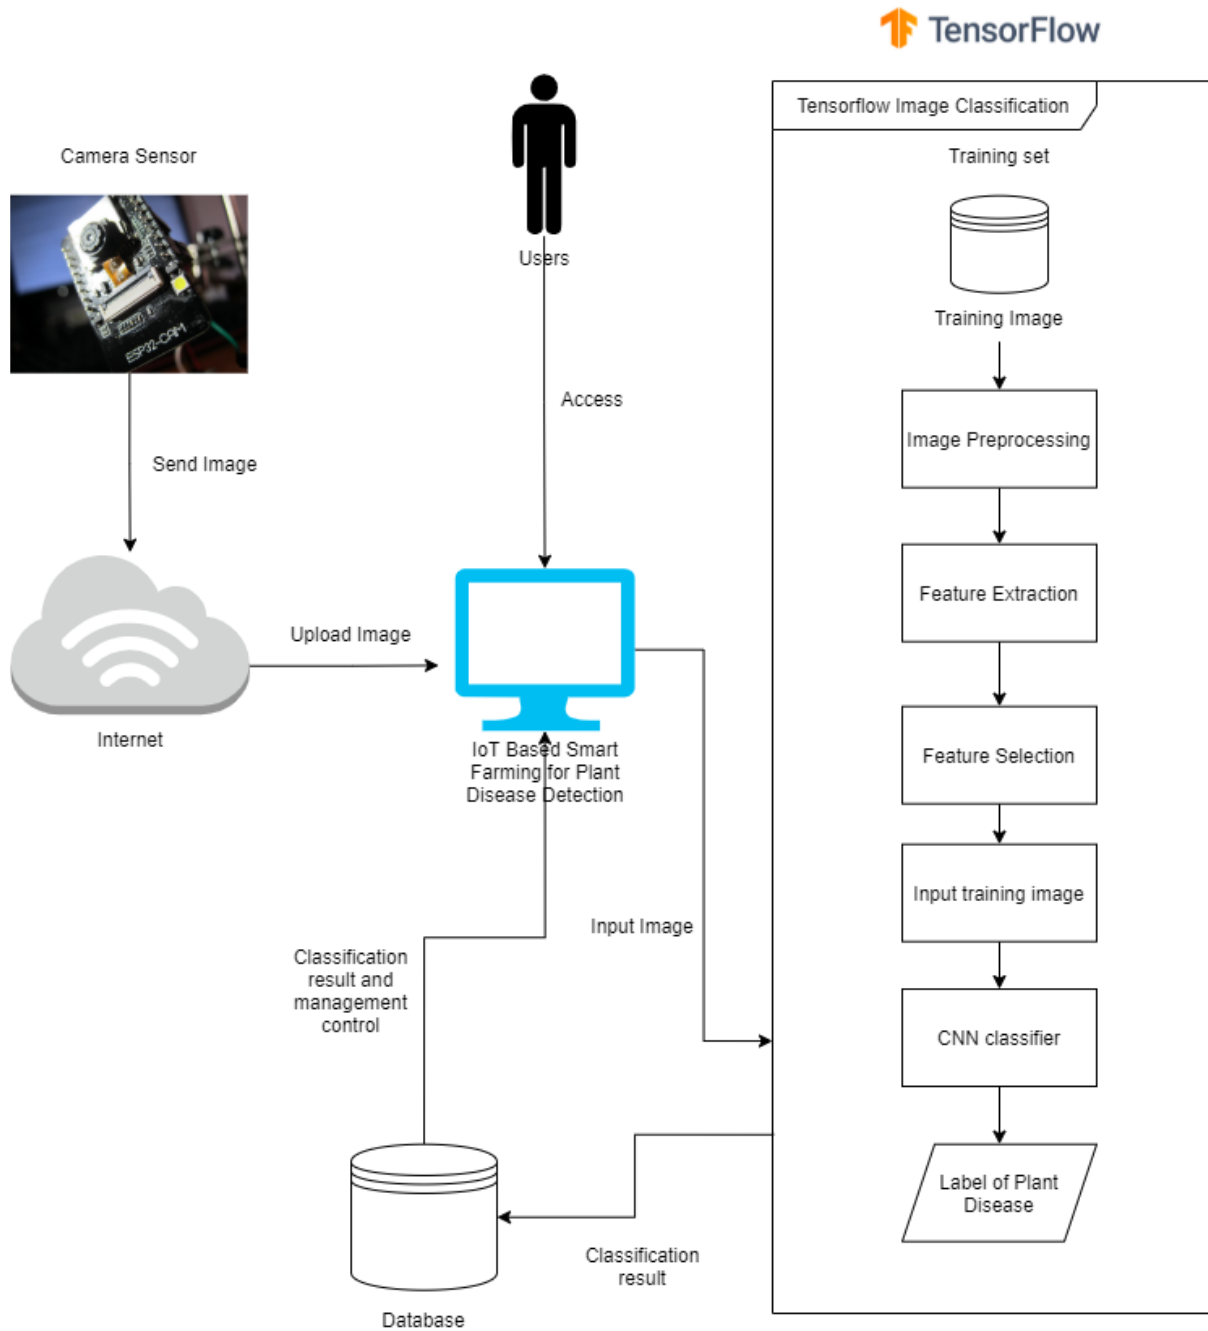 TensorFlow
Tensorflow Image Classification
Training set
Camera Sensor
ESP32-CAM
Users
Training Image
Access
Image Preprocessing
Send Image
Feature Extraction
Upload Image
Internet
IoT Based Smart
Farming for Plant
Disease Detection
Feature Selection
Input training image
Input Image
Classification
result and
management
control
CNN classifier
Label of Plant
Disease
Classification
result
Database